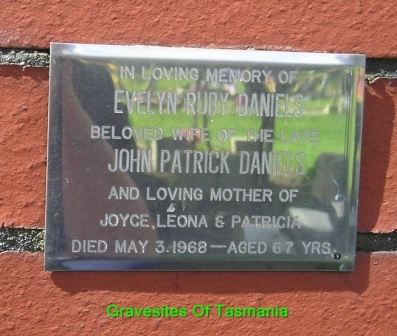 IN LOVING MEMORY OF
EVELYN RUBY DANIELS
BELOVED WIFE OF THE LATE
JOHN PATRICK DANIELS
AND LOVING MOTHER OF
JOYCE, LEONA & PATRICIA
DIED MAY 3.1968 — AGED 67 YRS.
Gravesites Of Tasmania